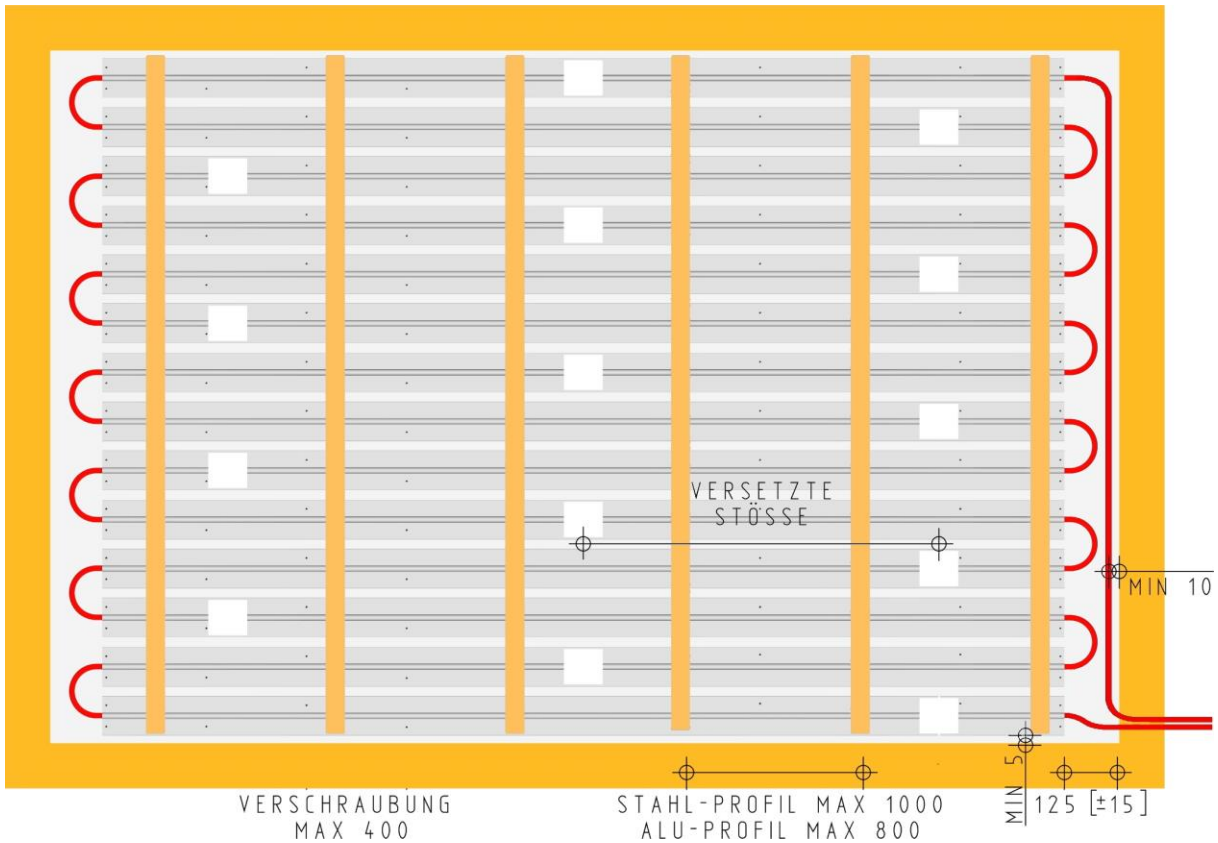 VERSETZTE
STÖSSE
MIN 10
MIN 5
125 [±15]
VERSCHRAUBUNG
MAX 400
STAHL-PROFIL MAX 1000
ALU-PROFIL MAX 800